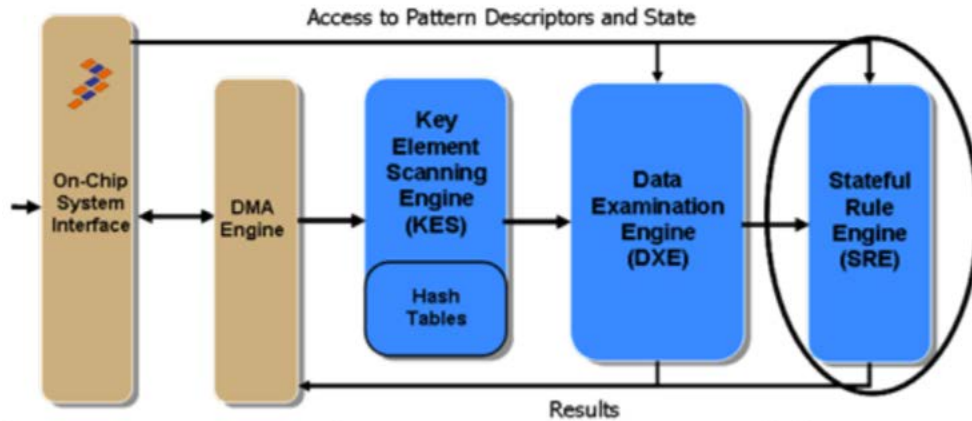 Access to Pattern Descriptors and State
On-Chip
System
Interface
DMA
Engine
Key
Element
Scanning
Engine
(KES)
Hash
Tables
Data
Examination
Engine
(DXE)
Stateful
Rule
Engine
(SRE)
Results